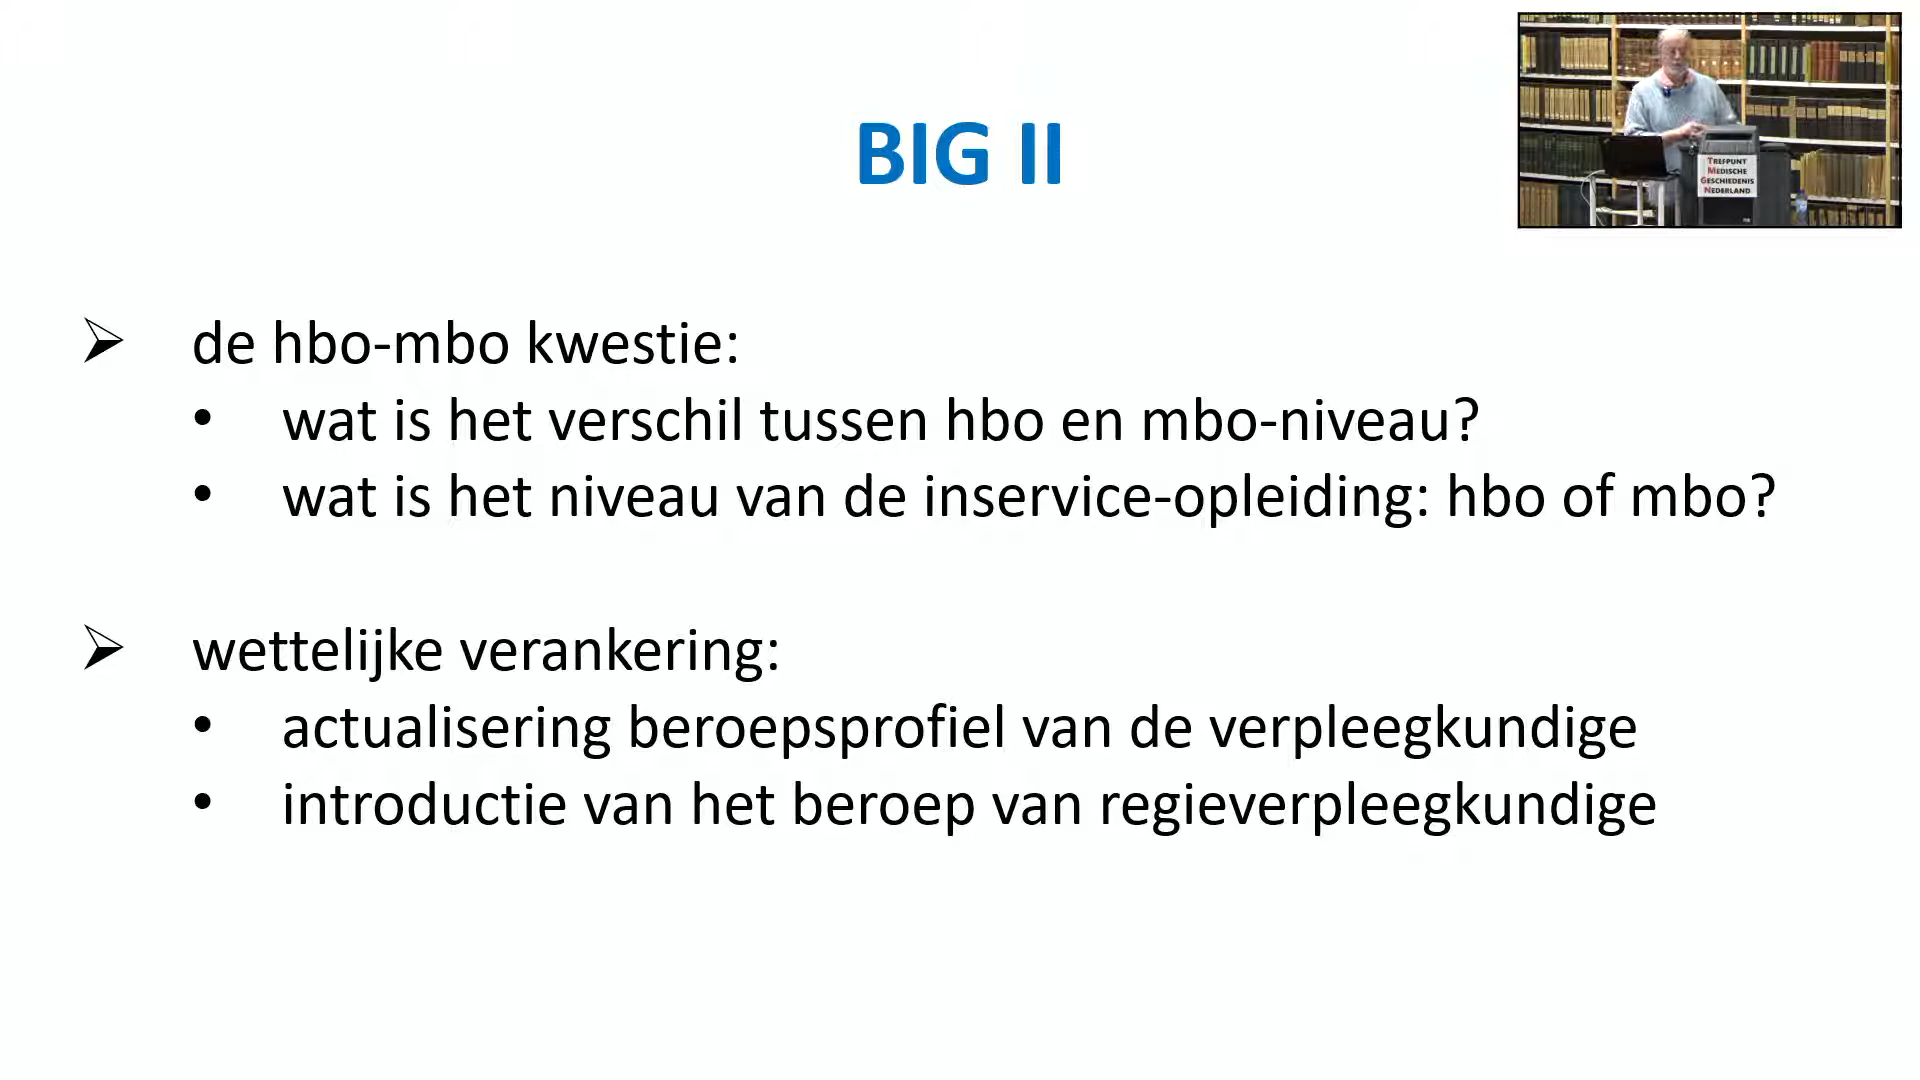 BIG II
TREFPUNT
MEDISCHE
GESCHIEDENIS
NEDERLAND
de hbo-mbo kwestie:
• wat is het verschil tussen hbo en mbo-niveau?
• wat is het niveau van de inservice-opleiding: hbo of mbo?
wettelijke verankering:
• actualisering beroepsprofiel van de verpleegkundige
• introductie van het beroep van regieverpleegkundige